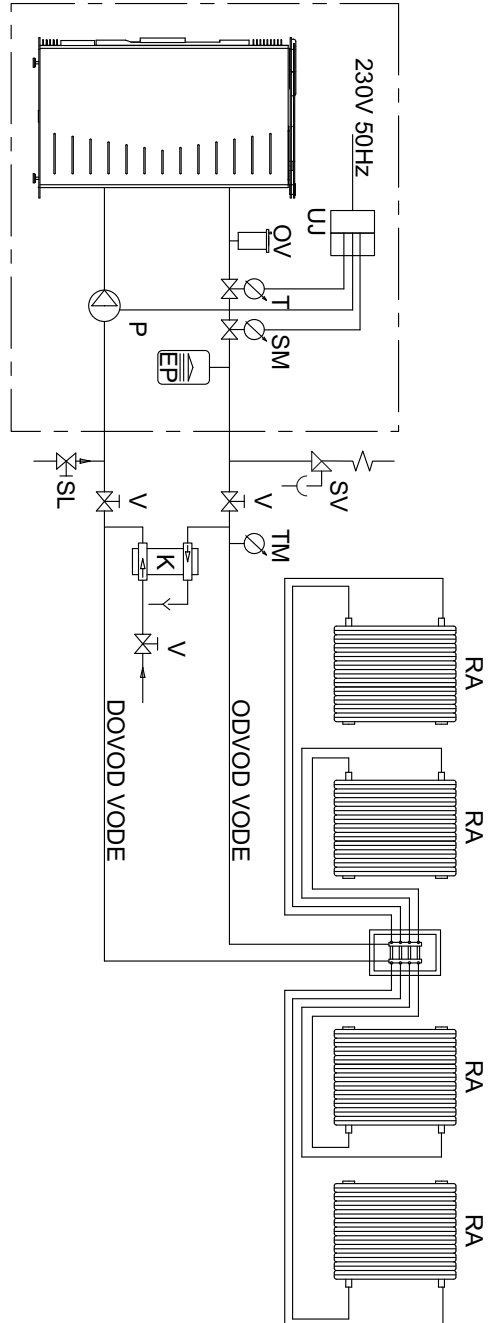 230V 50Hz
UJ
OV
T
SM
P
EP
SL
SV
V
V
TM
K
V
DOVOD VODE
ODVOD VODE
RA
RA
RA
RA